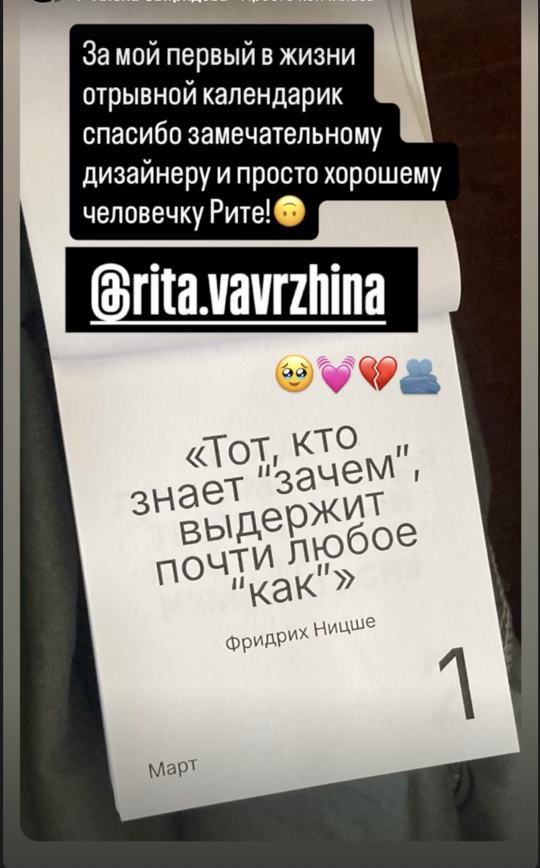 За мой первый в жизни
отрывной календарик
спасибо замечательному
дизайнеру и просто хорошему
человечку Рите!🙃
@rita.vavrzhina
🥹💓💔🫂
«Тот, кто
знает “зачем”,
выдержит
почти любое
“как”»
Фридрих Ницше
1
Март